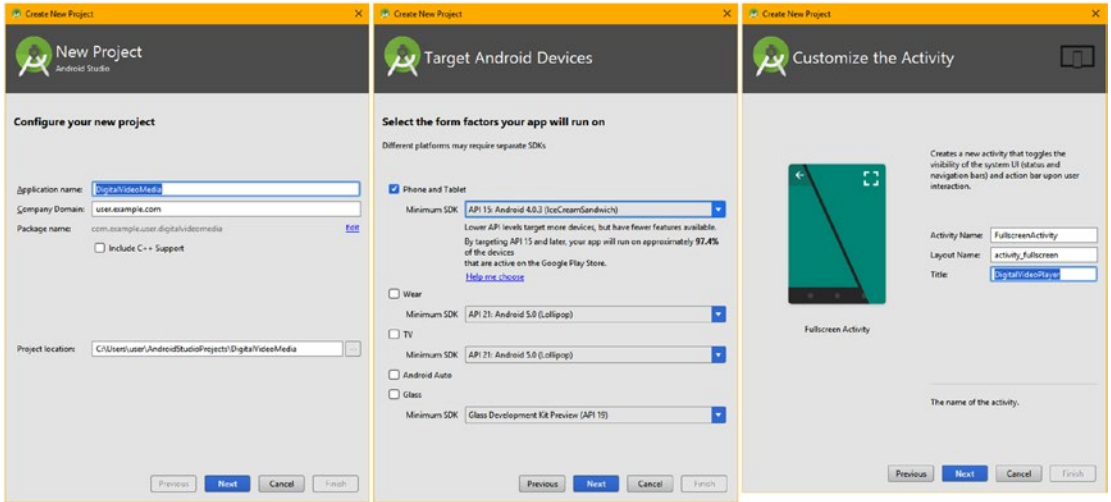 Create New Project
New Project
Android Studio
Configure your new project
Application name: DigitalVideoMedia
Company Domain: user.example.com
Package name: com.example.user.digitalvideomedia Edit
Include C++ Support
Project location: C:\Users\user\AndroidStudioProjects\DigitalVideoMedia ...
Previous Next Cancel Finish
Create New Project
Target Android Devices
Select the form factors your app will run on
Different platforms may require separate SDKs
Phone and Tablet
Minimum SDK API 15: Android 4.0.3 (IceCreamSandwich)
Lower API levels target more devices, but have fewer features available.
By targeting API 15 and later, your app will run on approximately 97.4%
of the devices
that are active on the Google Play Store.
Help me choose
Wear
Minimum SDK API 21: Android 5.0 (Lollipop)
TV
Minimum SDK API 21: Android 5.0 (Lollipop)
Android Auto
Glass
Minimum SDK Glass Development Kit Preview (API 19)
Previous Next Cancel Finish
Create New Project
Customize the Activity
Creates a new activity that toggles the
visibility of the system UI (status and
navigation bars) and action bar upon user
interaction.
Activity Name: FullscreenActivity
Layout Name: activity_fullscreen
Title: DigitalVideoPlayer
Fullscreen Activity
The name of the activity.
Previous Next Cancel Finish